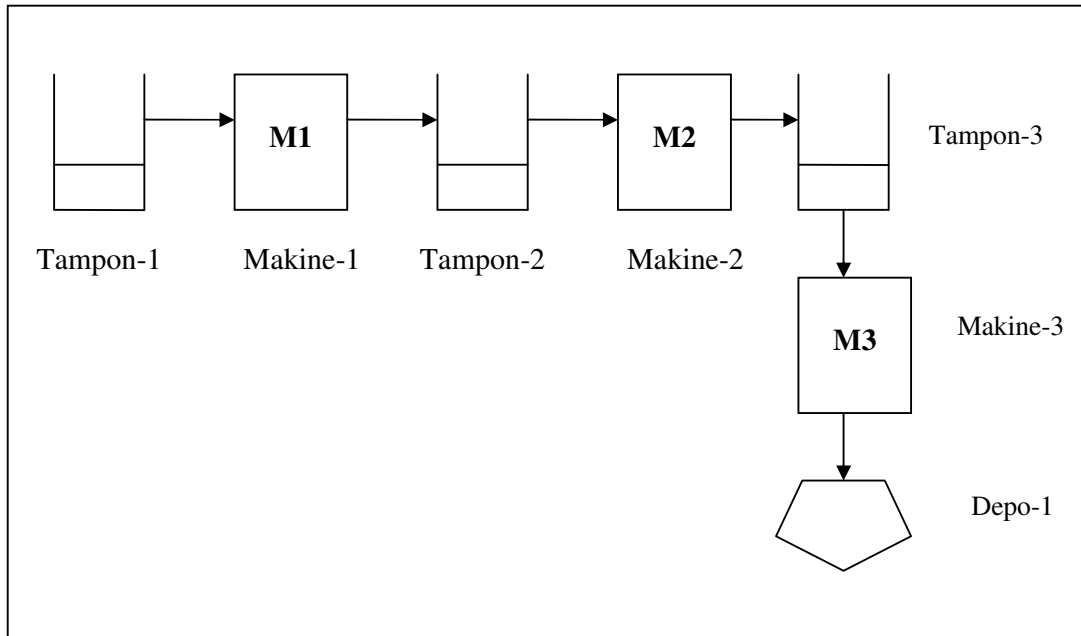 M1
M2
Tampon-3
Tampon-1
Makine-1
Tampon-2
Makine-2
Makine-3
M3
Depo-1